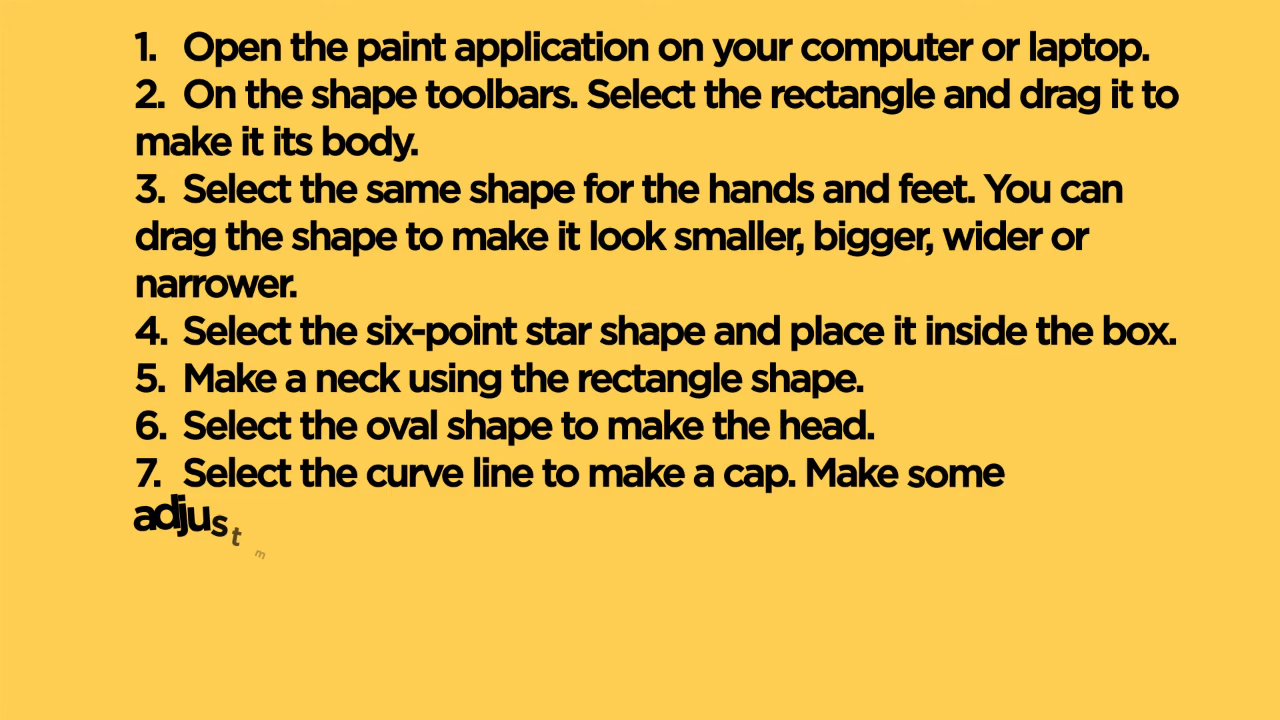 1. Open the paint application on your computer or laptop.
2. On the shape toolbars. Select the rectangle and drag it to
make it its body.
3. Select the same shape for the hands and feet. You can
drag the shape to make it look smaller, bigger, wider or
narrower.
4. Select the six-point star shape and place it inside the box.
5. Make a neck using the rectangle shape.
6. Select the oval shape to make the head.
7. Select the curve line to make a cap. Make some
adjustm